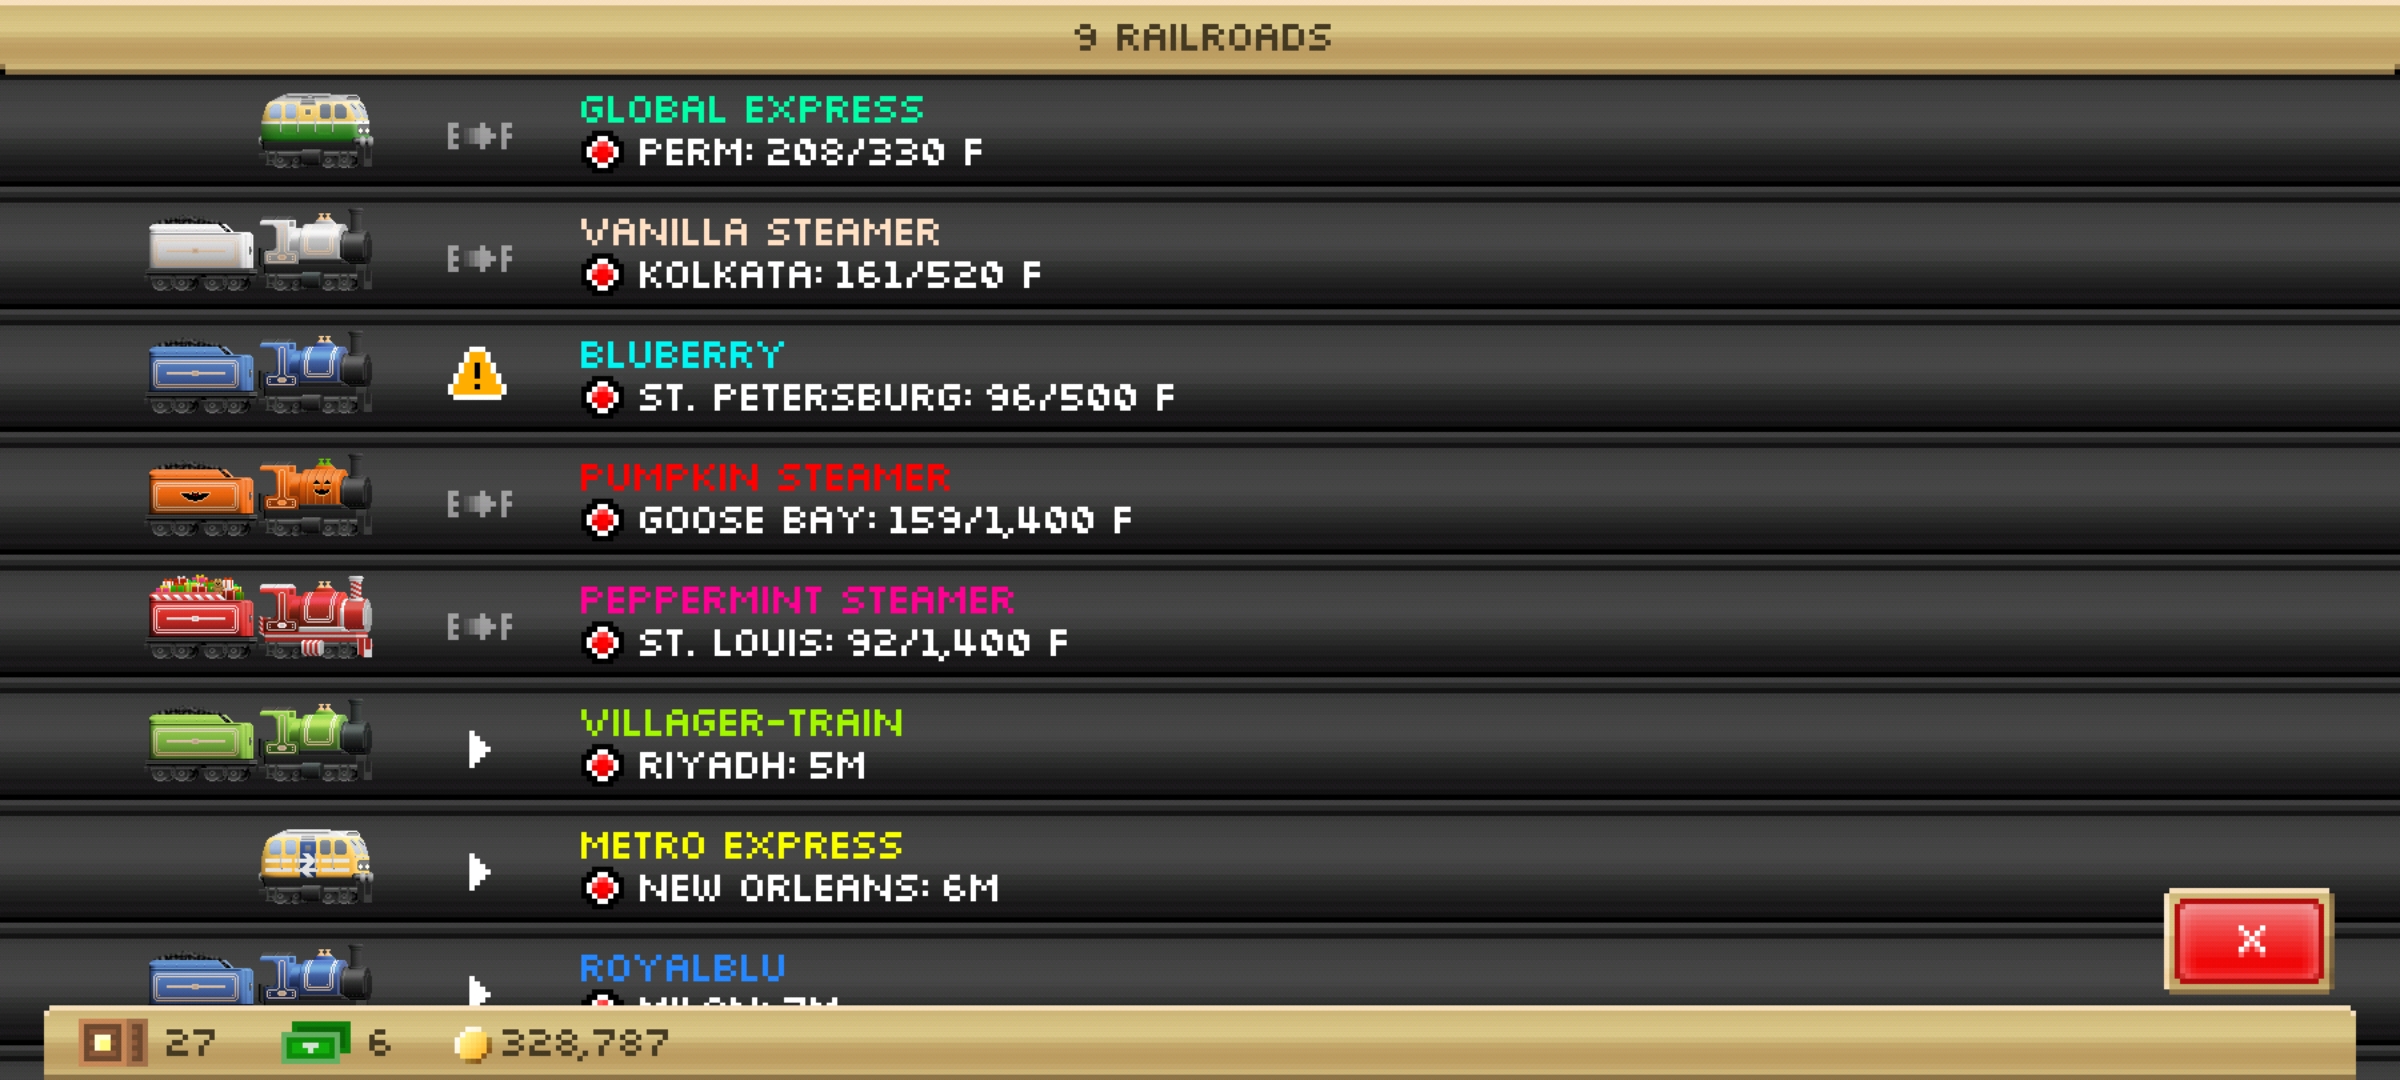 9 RAILROADS
GLOBAL EXPRESS
E F
PERM: 208/330 F
VANILLA STEAMER
E F
KOLKATA: 161/520 F
BLUBERRY
!
ST. PETERSBURG: 96/500 F
PUMPKIN STEAMER
E F
GOOSE BAY: 159/1,400 F
PEPPERMINT STEAMER
E F
ST. LOUIS: 92/1,400 F
VILLAGER-TRAIN
RIYADH: 5M
METRO EXPRESS
NEW ORLEANS: 6M
X
ROYALBLU
MILAN: 7M
27 6 328,787